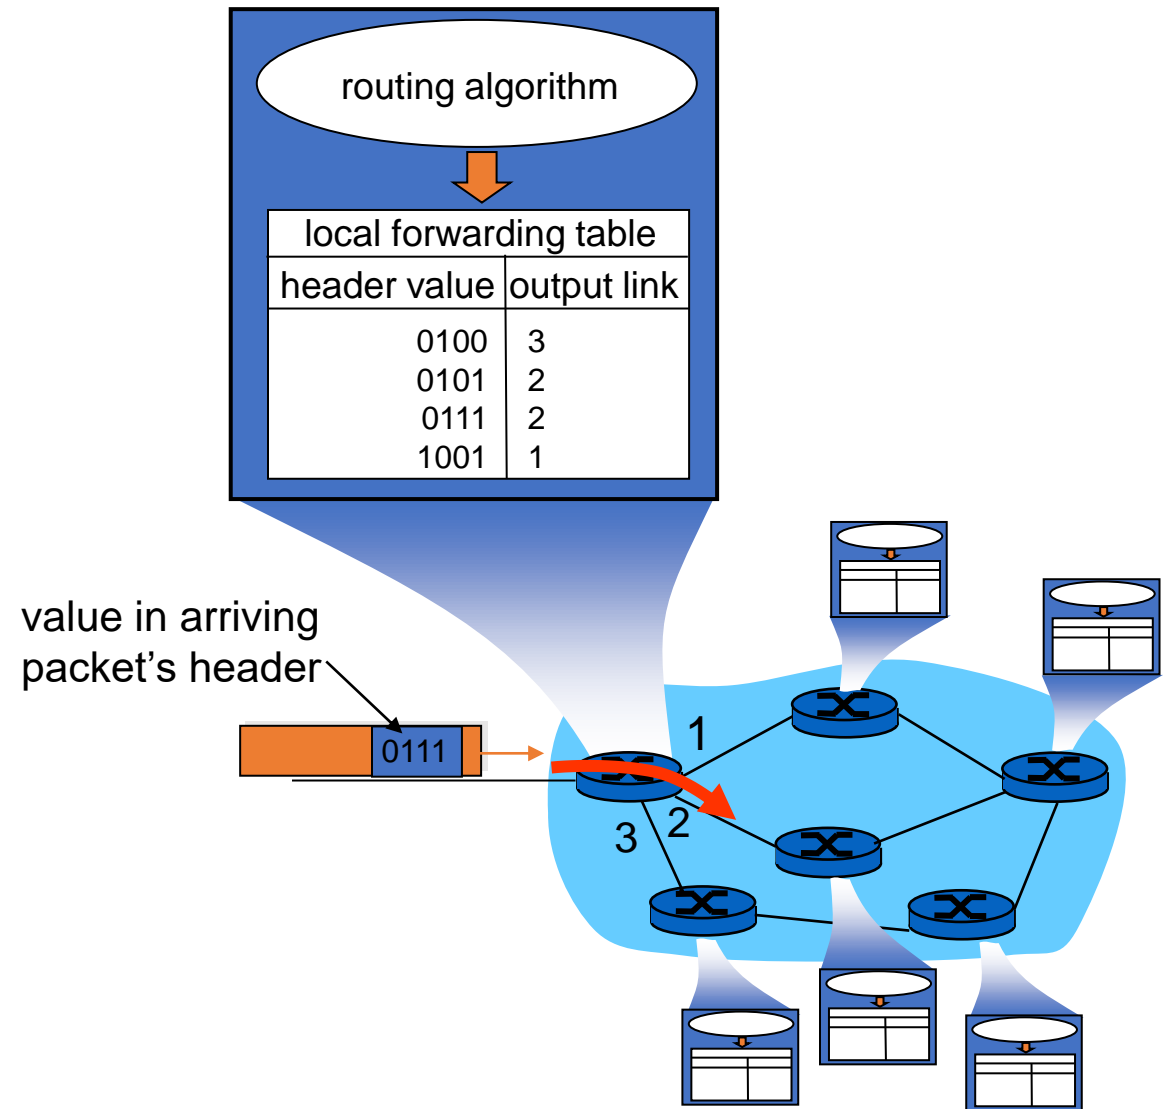 routing algorithm
local forwarding table
header value output link
0100 3
0101 2
0111 2
1001 1
value in arriving
packet's header
0111
1
2
3